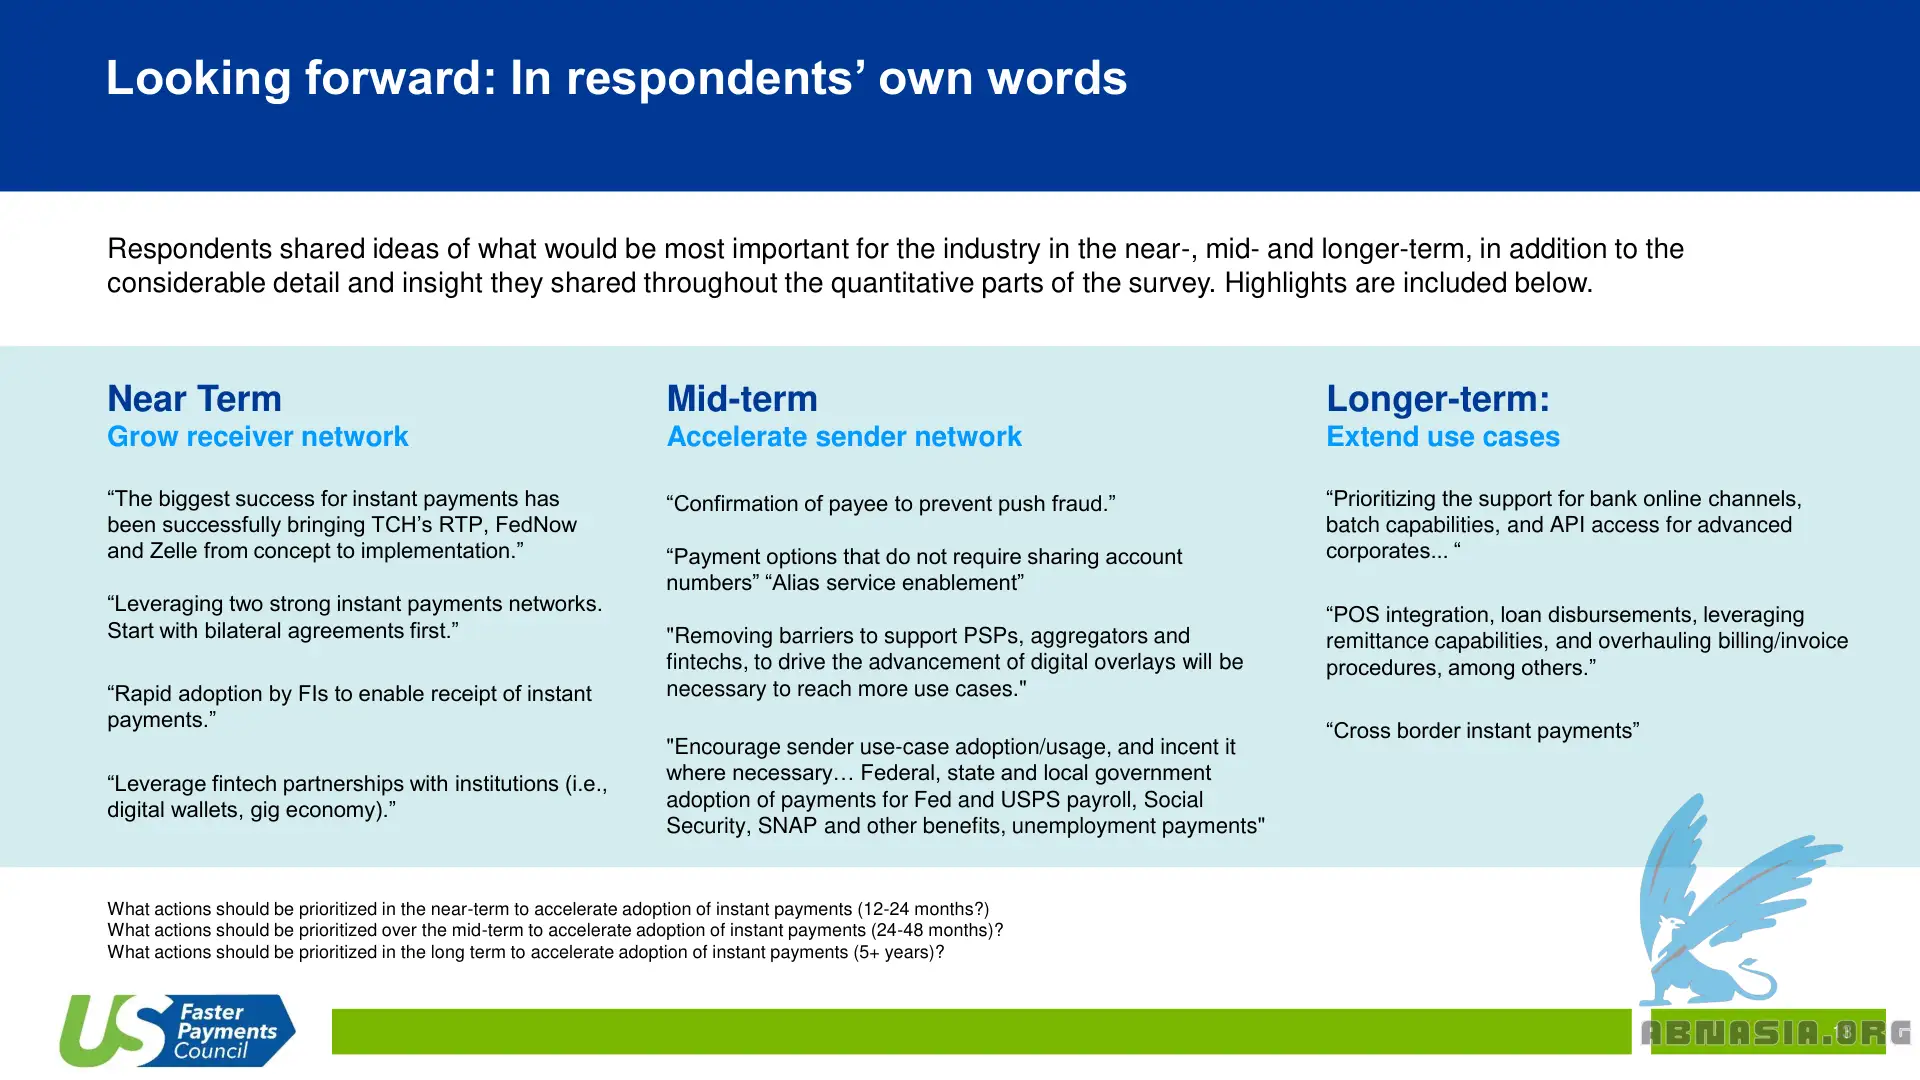 Looking forward: In respondents’ own words
Respondents shared ideas of what would be most important for the industry in the near-, mid- and longer-term, in addition to the
considerable detail and insight they shared throughout the quantitative parts of the survey. Highlights are included below.
Near Term
Grow receiver network
“The biggest success for instant payments has
been successfully bringing TCH’s RTP, FedNow
and Zelle from concept to implementation.”
“Leveraging two strong instant payments networks.
Start with bilateral agreements first.”
“Rapid adoption by FIs to enable receipt of instant
payments.”
“Leverage fintech partnerships with institutions (i.e.,
digital wallets, gig economy).”
Mid-term
Accelerate sender network
“Confirmation of payee to prevent push fraud.”
“Payment options that do not require sharing account
numbers” “Alias service enablement”
"Removing barriers to support PSPs, aggregators and
fintechs, to drive the advancement of digital overlays will be
necessary to reach more use cases."
"Encourage sender use-case adoption/usage, and incent it
where necessary… Federal, state and local government
adoption of payments for Fed and USPS payroll, Social
Security, SNAP and other benefits, unemployment payments"
Longer-term:
Extend use cases
“Prioritizing the support for bank online channels,
batch capabilities, and API access for advanced
corporates... “
“POS integration, loan disbursements, leveraging
remittance capabilities, and overhauling billing/invoice
procedures, among others.”
“Cross border instant payments”
What actions should be prioritized in the near-term to accelerate adoption of instant payments (12-24 months?)
What actions should be prioritized over the mid-term to accelerate adoption of instant payments (24-48 months)?
What actions should be prioritized in the long term to accelerate adoption of instant payments (5+ years)?
US Faster
Payments
Council
ABNASIA.ORG